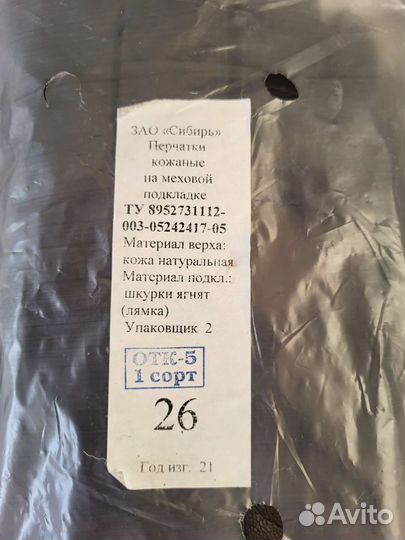 ЗАО «Сибирь»
Перчатки
кожаные
на меховой
подкладке
ТУ 8952731112-
003-05242417-05
Материал верха:
кожа натуральная
Материал подкл.:
шкурки ягнят
(лямка)
Упаковщик 2
ОТК-5
1 сорт
26
Год изг. 21
Avito